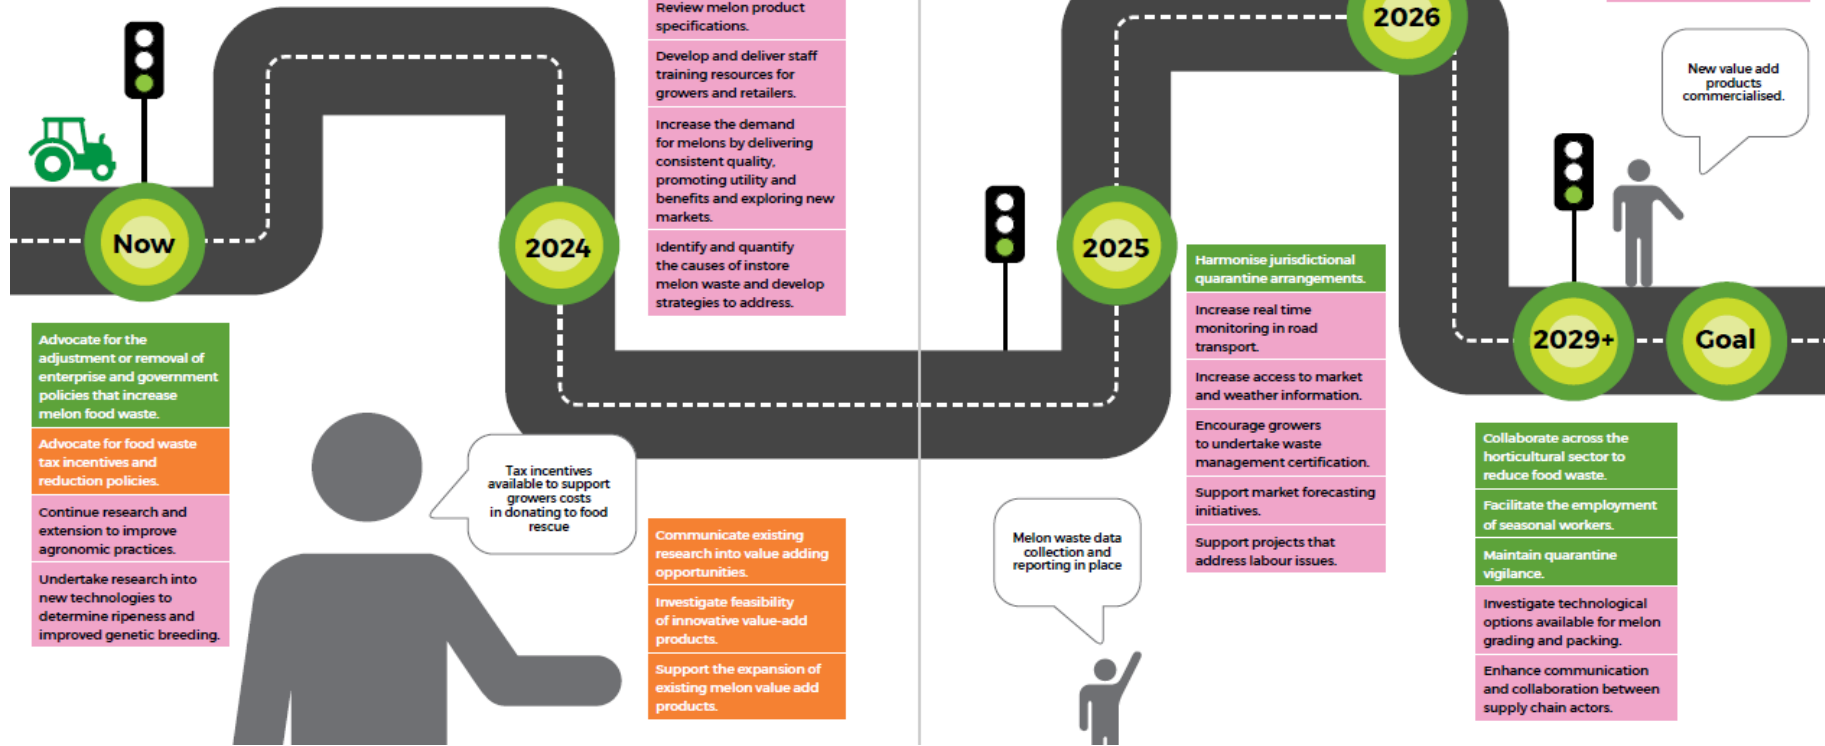 Now
Advocate for the
adjustment or removal of
enterprise and government
policies that increase
melon food waste.
Advocate for food waste
tax incentives and
reduction policies.
Continue research and
extension to improve
agronomic practices.
Undertake research into
new technologies to
determine ripeness and
improved genetic breeding.
Tax incentives
available to support
growers costs
in donating to food
rescue
2024
Review melon product
specifications.
Develop and deliver staff
training resources for
growers and retailers.
Increase the demand
for melons by delivering
consistent quality,
promoting utility and
benefits and exploring new
markets.
Identify and quantify
the causes of instore
melon waste and develop
strategies to address.
Communicate existing
research into value adding
opportunities.
Investigate feasibility
of innovative value-add
products.
Support the expansion of
existing melon value add
products.
Melon waste data
collection and
reporting in place
2025
Harmonise jurisdictional
quarantine arrangements.
Increase real time
monitoring in road
transport.
Increase access to market
and weather information.
Encourage growers
to undertake waste
management certification.
Support market forecasting
initiatives.
Support projects that
address labour issues.
2026
New value add
products
commercialised.
2029+
Goal
Collaborate across the
horticultural sector to
reduce food waste.
Facilitate the employment
of seasonal workers.
Maintain quarantine
vigilance.
Investigate technological
options available for melon
grading and packing.
Enhance communication
and collaboration between
supply chain actors.